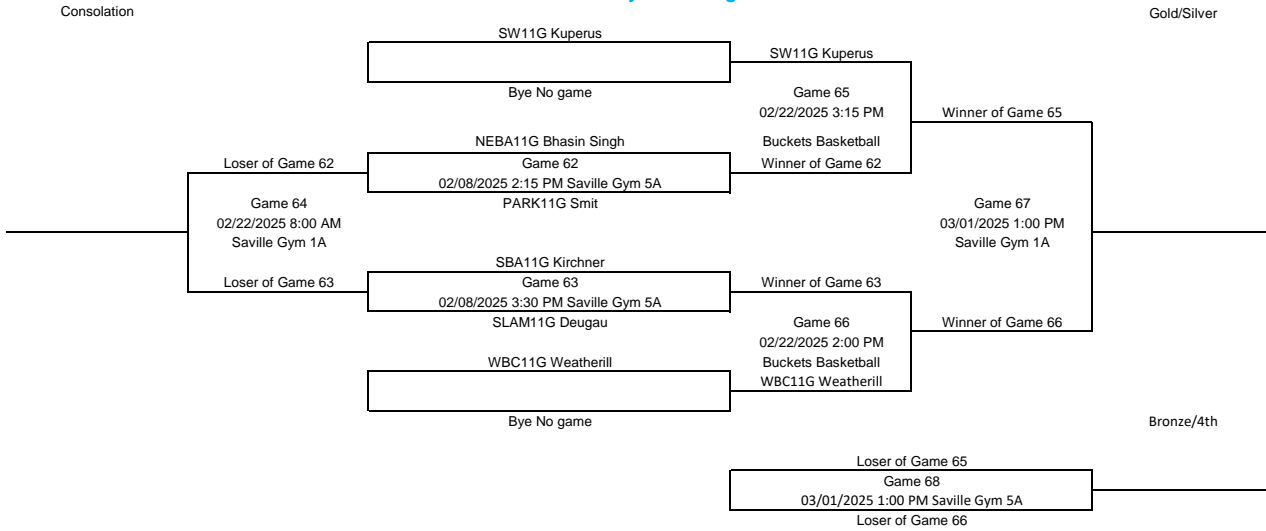 Consolation
Gold/Silver
SW11G Kuperus
SW11G Kuperus
Bye No game
Game 65
02/22/2025 3:15 PM
Winner of Game 65
NEBA11G Bhasin Singh
Buckets Basketball
Loser of Game 62
Game 62
Winner of Game 62
02/08/2025 2:15 PM Saville Gym 5A
Game 64
PARK11G Smit
Game 67
02/22/2025 8:00 AM
03/01/2025 1:00 PM
Saville Gym 1A
Saville Gym 1A
SBA11G Kirchner
Loser of Game 63
Game 63
Winner of Game 63
02/08/2025 3:30 PM Saville Gym 5A
SLAM11G Deugau
Game 66
Winner of Game 66
02/22/2025 2:00 PM
WBC11G Weatherill
Buckets Basketball
WBC11G Weatherill
Bye No game
Bronze/4th
Loser of Game 65
Game 68
03/01/2025 1:00 PM Saville Gym 5A
Loser of Game 66